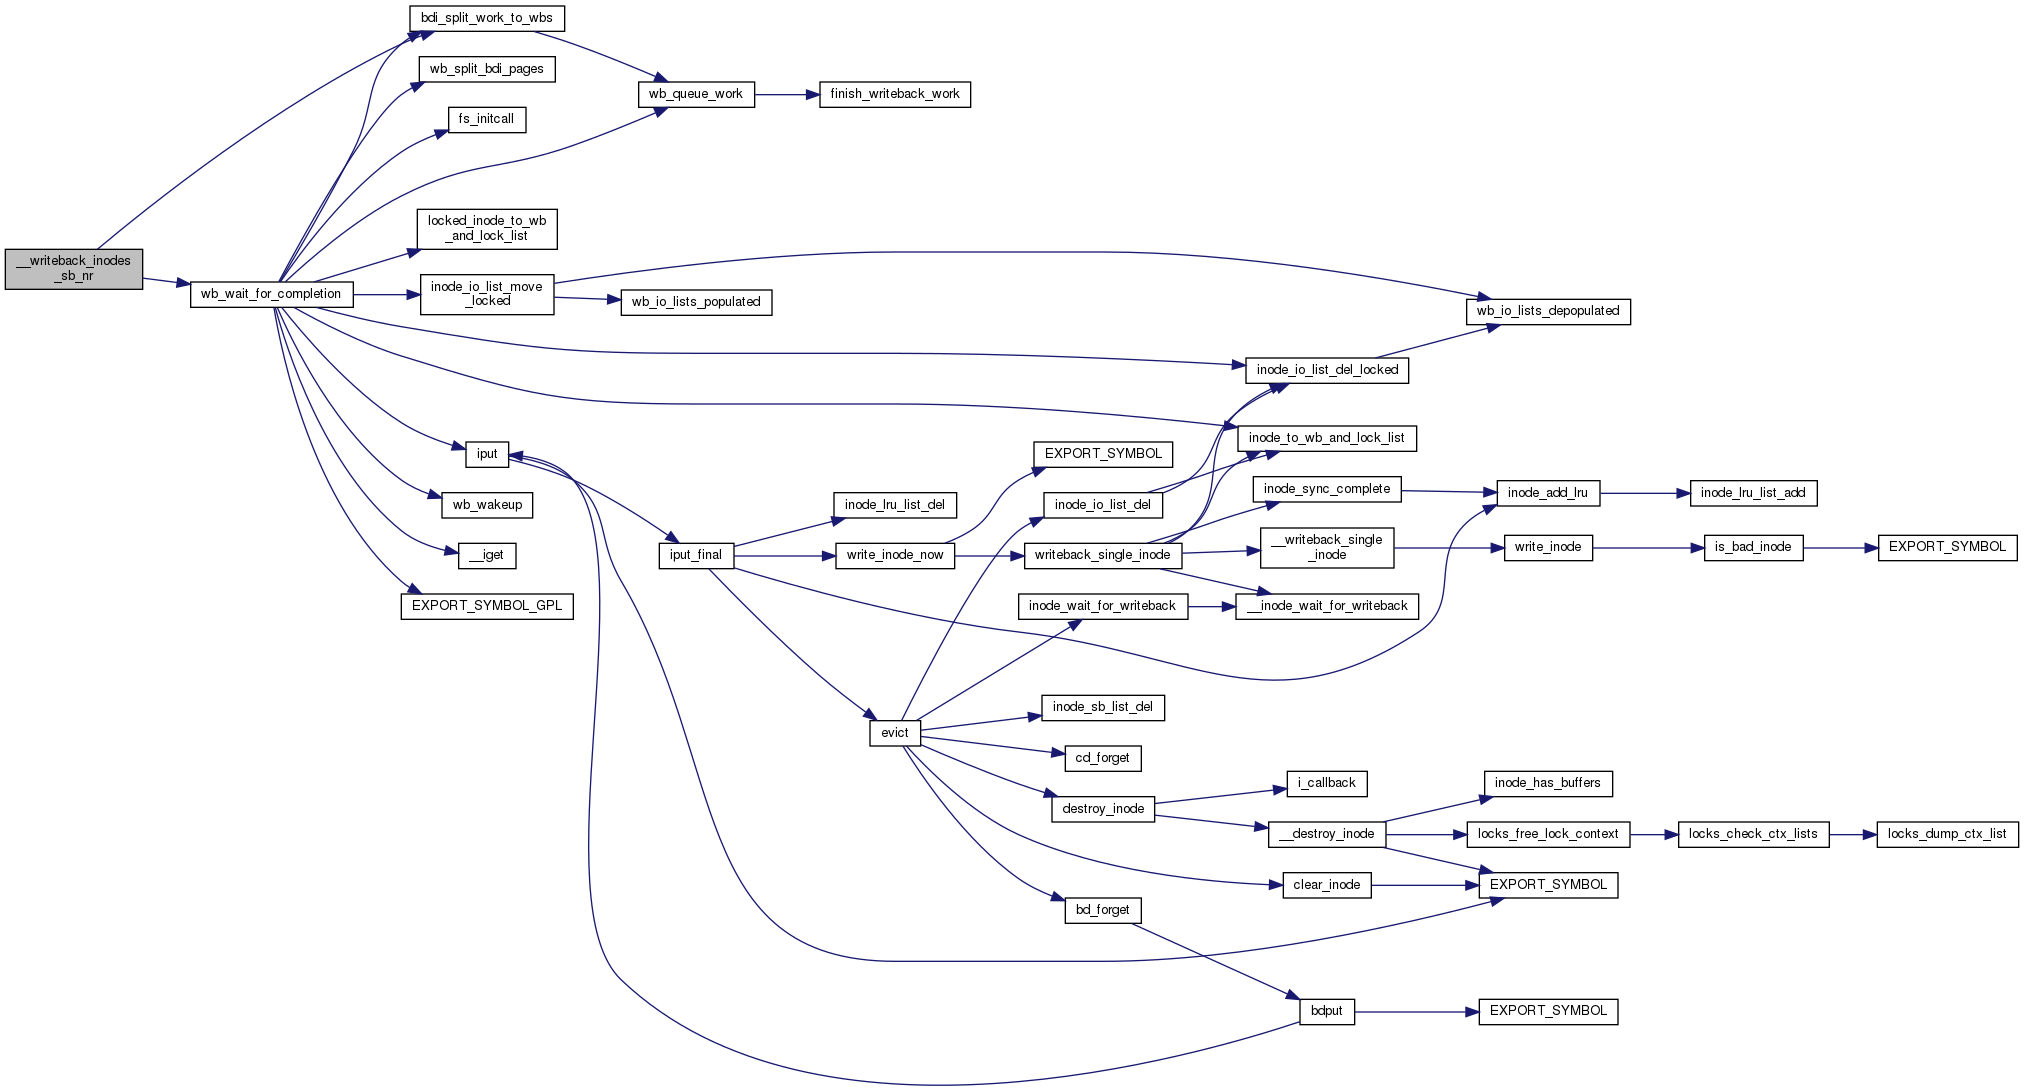 bdi_split_work_to_wbs
wb_split_bdi_pages
wb_queue_work
finish_writeback_work
fs_initcall
locked_inode_to_wb
_and_lock_list
__writeback_inodes
_sb_nr
wb_wait_for_completion
inode_io_list_move
_locked
wb_io_lists_populated
wb_io_lists_depopulated
inode_io_list_del_locked
inode_to_wb_and_lock_list
iput
EXPORT_SYMBOL
inode_sync_complete
inode_add_lru
inode_lru_list_add
wb_wakeup
inode_lru_list_del
inode_io_list_del
__iget
iput_final
write_inode_now
writeback_single_inode
__writeback_single
_inode
write_inode
is_bad_inode
EXPORT_SYMBOL
EXPORT_SYMBOL_GPL
inode_wait_for_writeback
__inode_wait_for_writeback
inode_sb_list_del
evict
cd_forget
i_callback
inode_has_buffers
destroy_inode
__destroy_inode
locks_free_lock_context
locks_check_ctx_lists
locks_dump_ctx_list
clear_inode
EXPORT_SYMBOL
bd_forget
bdput
EXPORT_SYMBOL